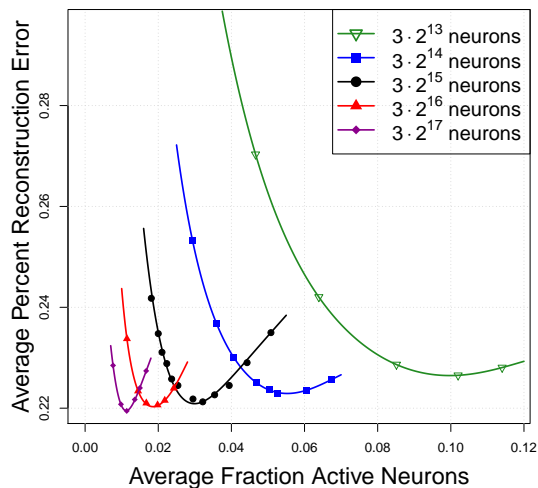 Average Percent Reconstruction Error
0.28
0.26
0.24
0.22
3 · 2^13 neurons
3 · 2^14 neurons
3 · 2^15 neurons
3 · 2^16 neurons
3 · 2^17 neurons
0.00 0.02 0.04 0.06 0.08 0.10 0.12
Average Fraction Active Neurons